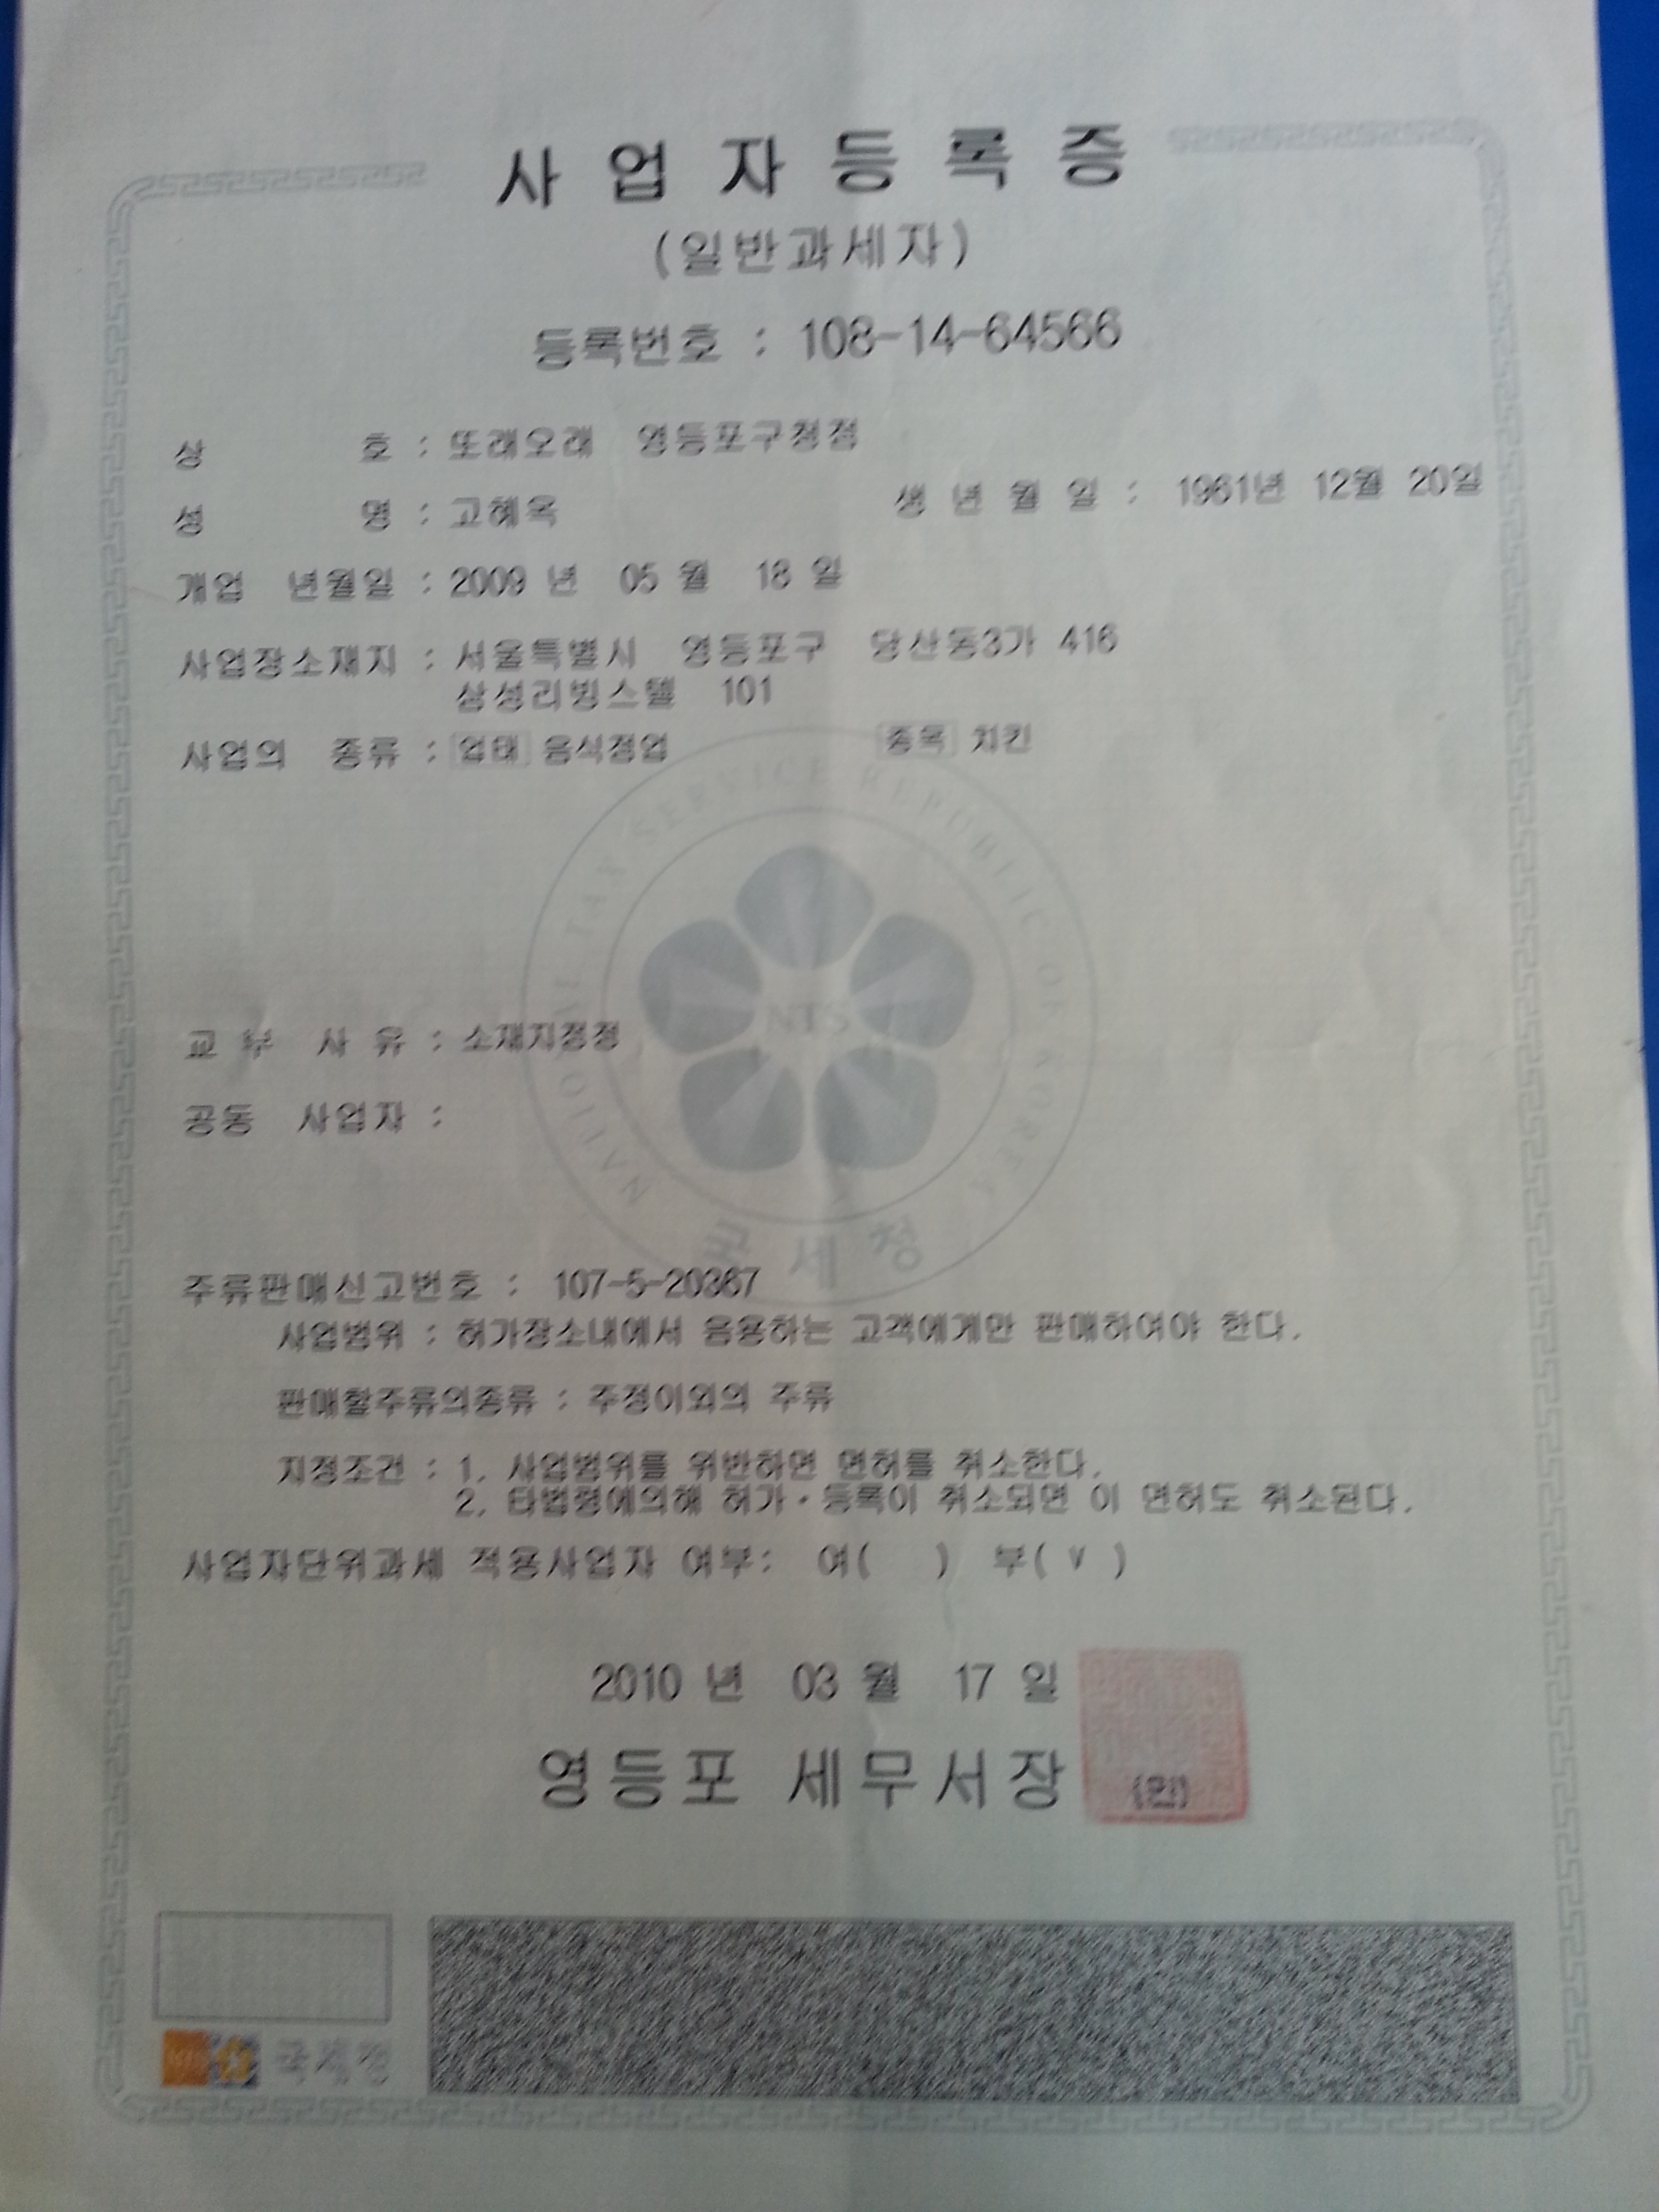 사업자등록증
(일반과세자)
등록번호 : 108-14-64566
상 호 : 또래오래 영등포구청점
성 명 : 고혜옥 생 년 월 일 : 1961년 12월 20일
개업 년월일 : 2009 년 05 월 18 일
사업장소재지 : 서울특별시 영등포구 당산동3가 416
삼성리빙스텔 101
사업의 종류 : 업태 음식점업 종목 치킨
NATIONAL TAX SERVICE REPUBLIC OF KOREA
NTS
교 부 사 유 : 소재지정정
공동 사업자 :
국세청
주류판매신고번호 : 107-5-20367
사업범위 : 허가장소내에서 음용하는 고객에게만 판매하여야 한다.
판매할주류의종류 : 주정이외의 주류
지정조건 : 1. 사업범위를 위반하면 면허를 취소한다.
2. 타법령에의해 허가·등록이 취소되면 이 면허도 취소된다.
사업자단위과세 적용사업자 여부: 여( ) 부( v )
2010 년 03 월 17 일
영등포 세무서장 (인)
국세청